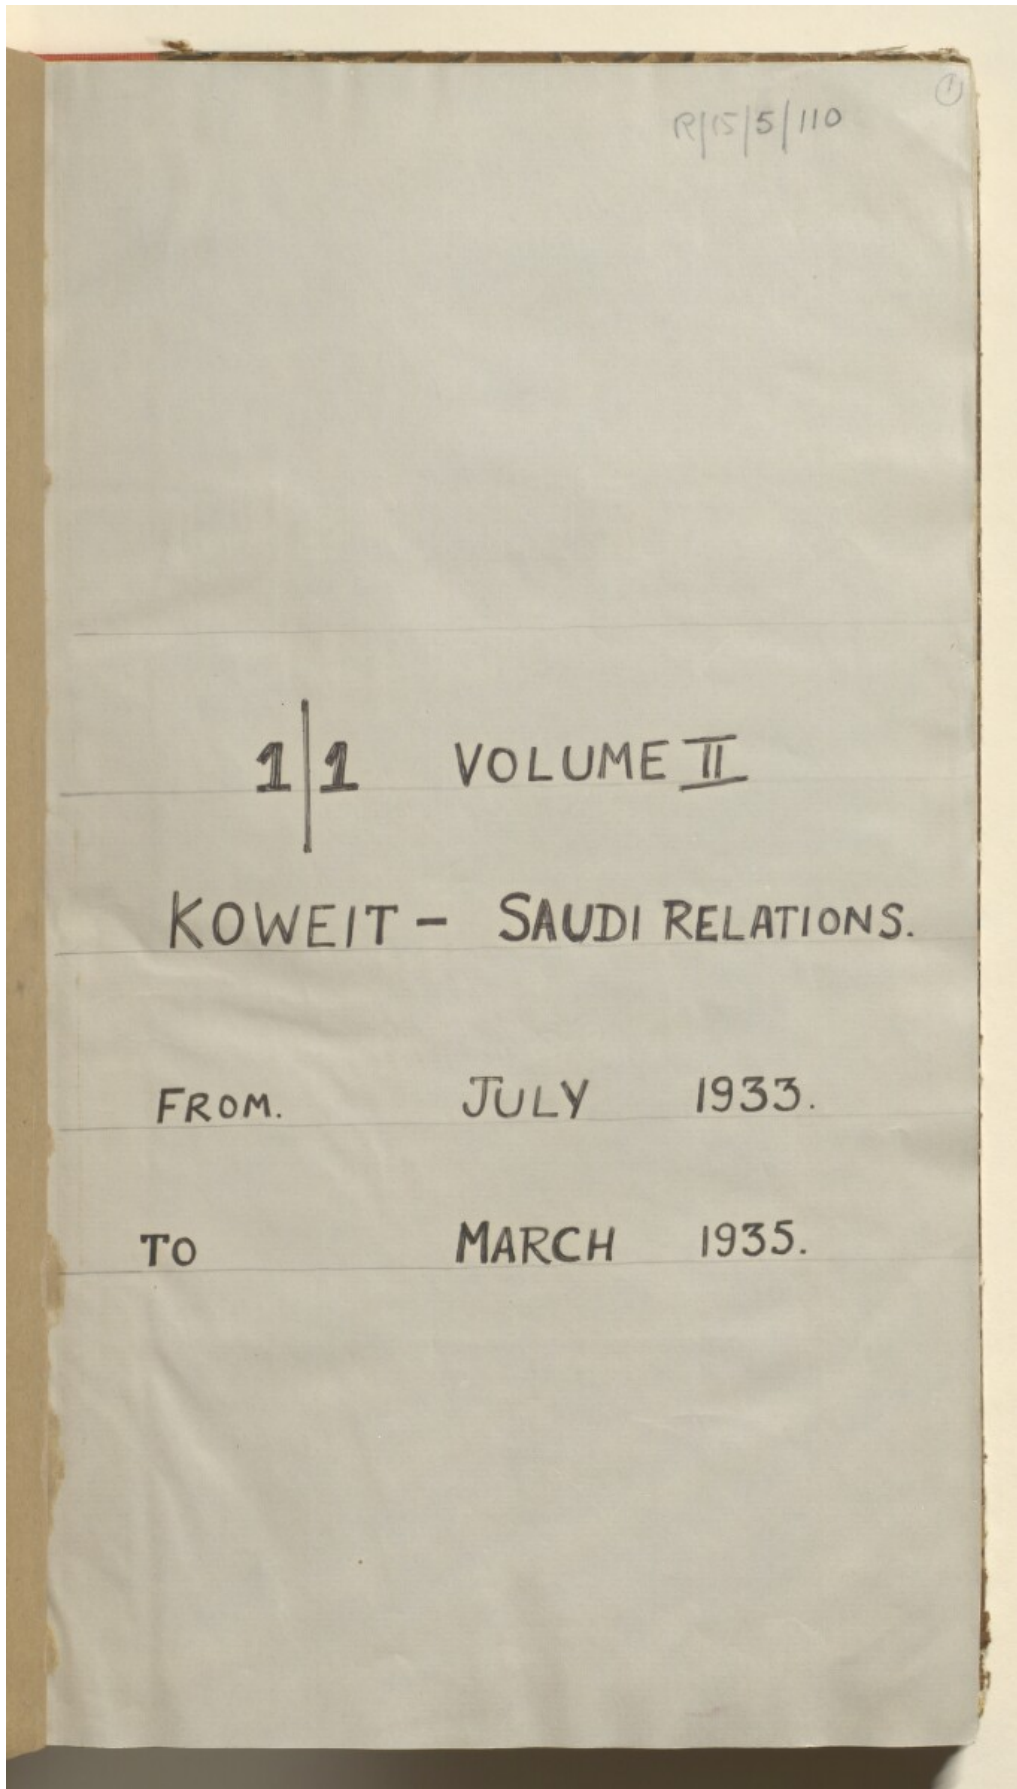 1
R/15/5/110
1|1 VOLUME II
KOWEIT - SAUDI RELATIONS.
FROM. JULY 1933.
TO MARCH 1935.